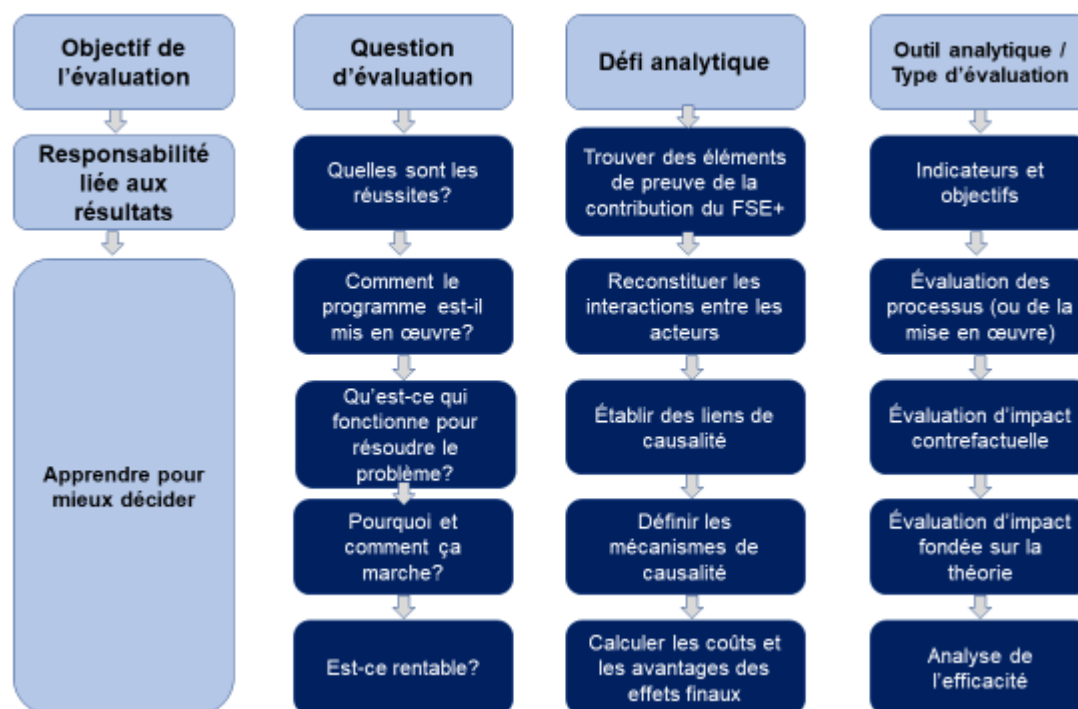 Objectif de
l'évaluation
Question
d'évaluation
Défi analytique
Outil analytique /
Type d'évaluation
Responsabilité
liée aux
résultats
Quelles sont les
réussites?
Trouver des éléments
de preuve de la
contribution du FSE+
Indicateurs et
objectifs
Apprendre pour
mieux décider
Comment le
programme est-il
mis en œuvre?
Reconstituer les
interactions entre les
acteurs
Évaluation des
processus (ou de la
mise en œuvre)
Qu'est-ce qui
fonctionne pour
résoudre le
problème?
Établir des liens de
causalité
Évaluation d'impact
contrefactuelle
Pourquoi et
comment ça
marche?
Définir les
mécanismes de
causalité
Évaluation d'impact
fondée sur la
théorie
Est-ce rentable?
Calculer les coûts et
les avantages des
effets finaux
Analyse de
l'efficacité